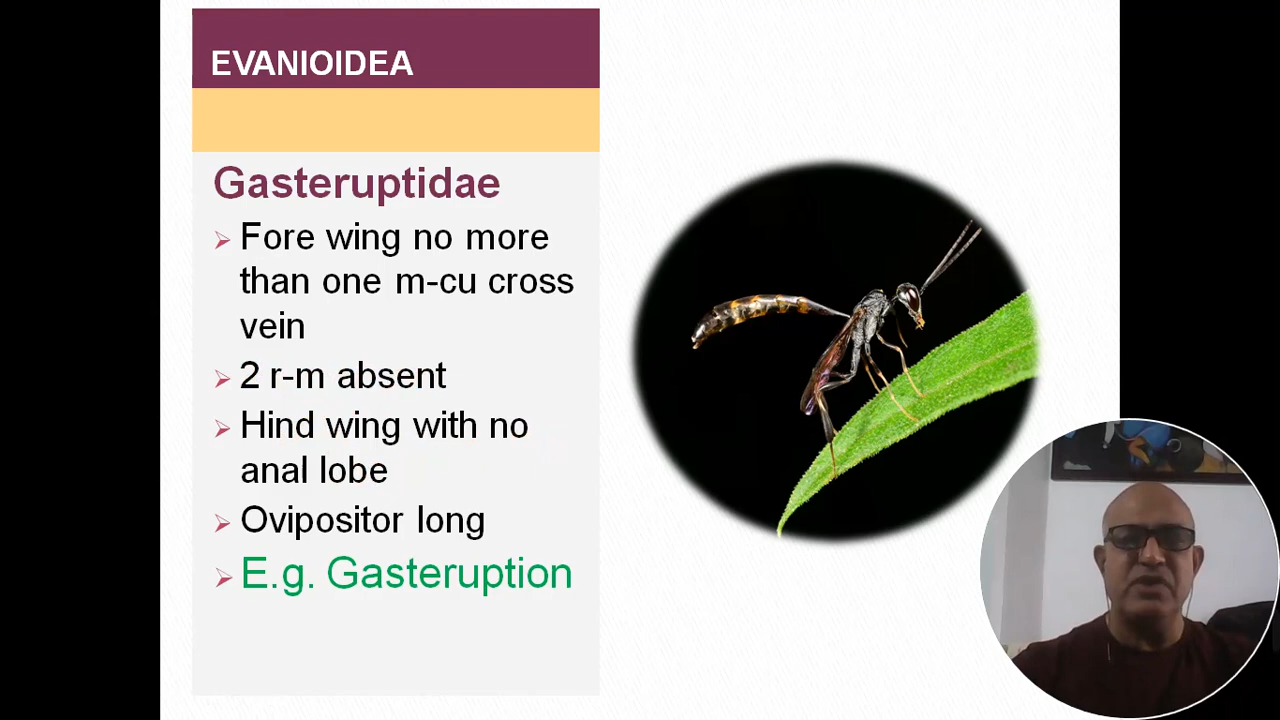 EVANIOIDEA
Gasteruptidae
Fore wing no more
than one m-cu cross
vein
2 r-m absent
Hind wing with no
anal lobe
Ovipositor long
E.g. Gasteruption